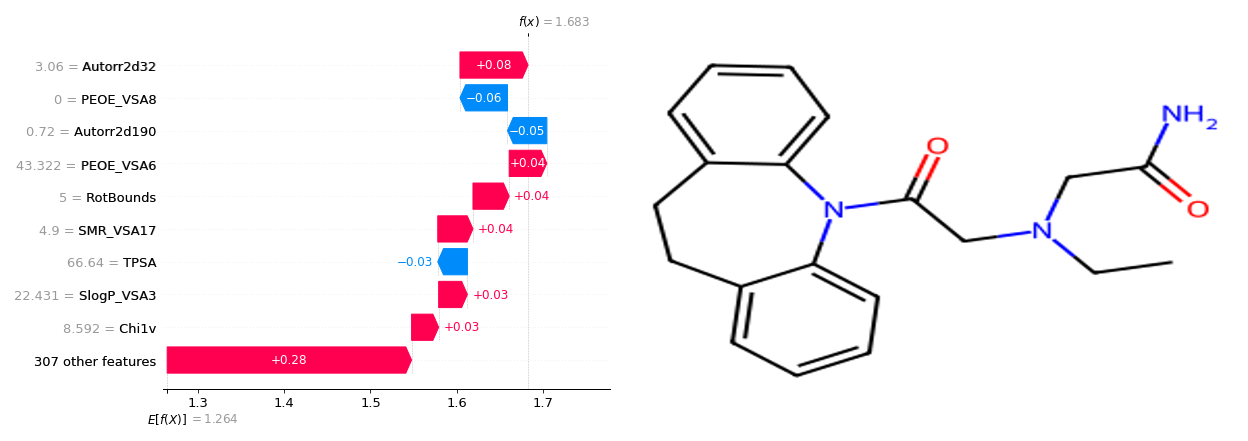 f(x) = 1.683
3.06 = Autorr2d32
+0.08
0 = PEOE_VSA8
−0.06
0.72 = Autorr2d190
−0.05
43.322 = PEOE_VSA6
+0.04
5 = RotBounds
+0.04
4.9 = SMR_VSA17
+0.04
66.64 = TPSA
−0.03
22.431 = SlogP_VSA3
+0.03
8.592 = Chi1v
+0.03
307 other features
+0.28
1.3 1.4 1.5 1.6 1.7
E[f(X)] = 1.264
NH2
O
O
N
N